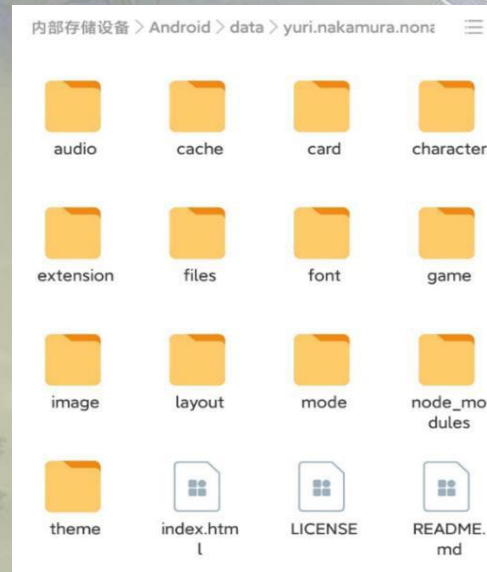 内部存储设备 > Android > data > yuri.nakamura.nona
audio
cache
card
character
extension
files
font
game
image
layout
mode
node_mo
dules
theme
index.htm
l
LICENSE
README.
md